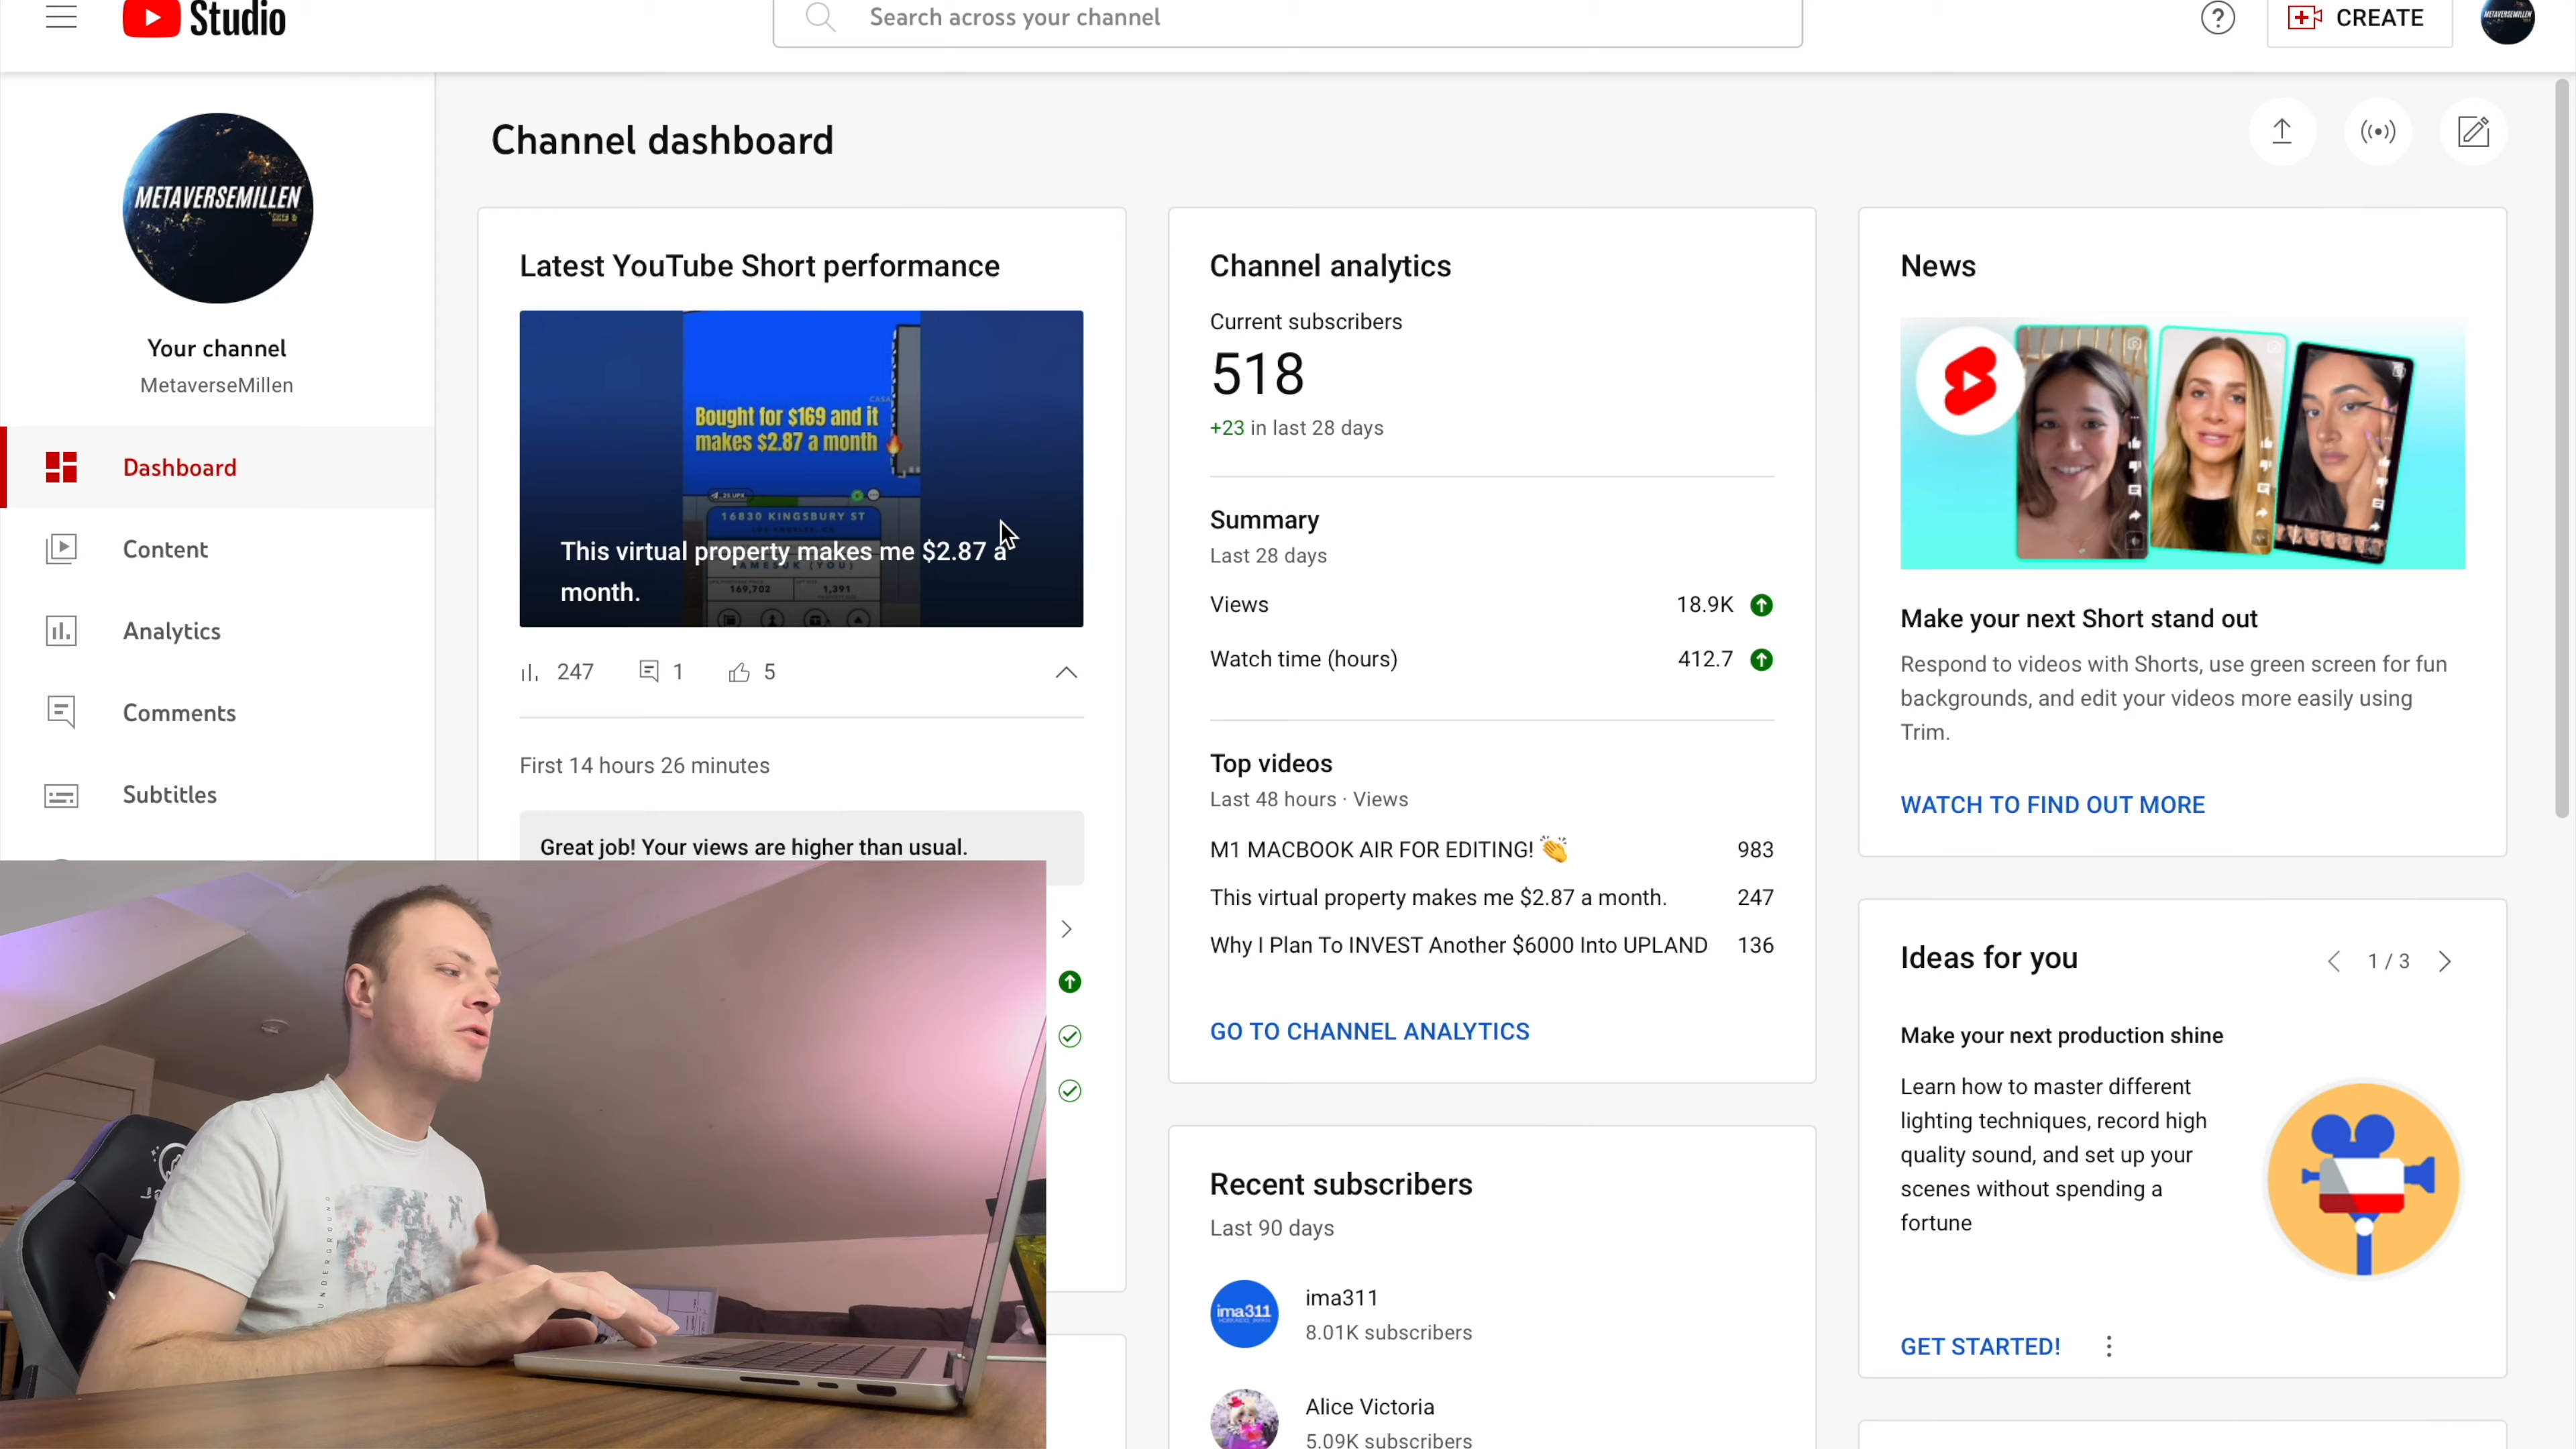 Studio
Search across your channel
?
CREATE
METAVERSEMILLEN
METAVERSEMILLEN
Your channel
MetaverseMillen
Dashboard
Content
Analytics
Comments
Subtitles
Channel dashboard
Latest YouTube Short performance
Bought for $169 and it
makes $2.87 a month
16830 KINGSBURY ST
This virtual property makes me $2.87 a
month.
169,702
1,391
247
1
5
First 14 hours 26 minutes
Great job! Your views are higher than usual.
Channel analytics
Current subscribers
518
+23 in last 28 days
Summary
Last 28 days
Views
18.9K
Watch time (hours)
412.7
Top videos
Last 48 hours · Views
M1 MACBOOK AIR FOR EDITING! 👏
983
This virtual property makes me $2.87 a month.
247
Why I Plan To INVEST Another $6000 Into UPLAND
136
GO TO CHANNEL ANALYTICS
Recent subscribers
Last 90 days
ima311
ima311
8.01K subscribers
Alice Victoria
5.09K subscribers
News
Make your next Short stand out
Respond to videos with Shorts, use green screen for fun
backgrounds, and edit your videos more easily using
Trim.
WATCH TO FIND OUT MORE
Ideas for you
1 / 3
Make your next production shine
Learn how to master different
lighting techniques, record high
quality sound, and set up your
scenes without spending a
fortune
GET STARTED!
UNDERGROUND